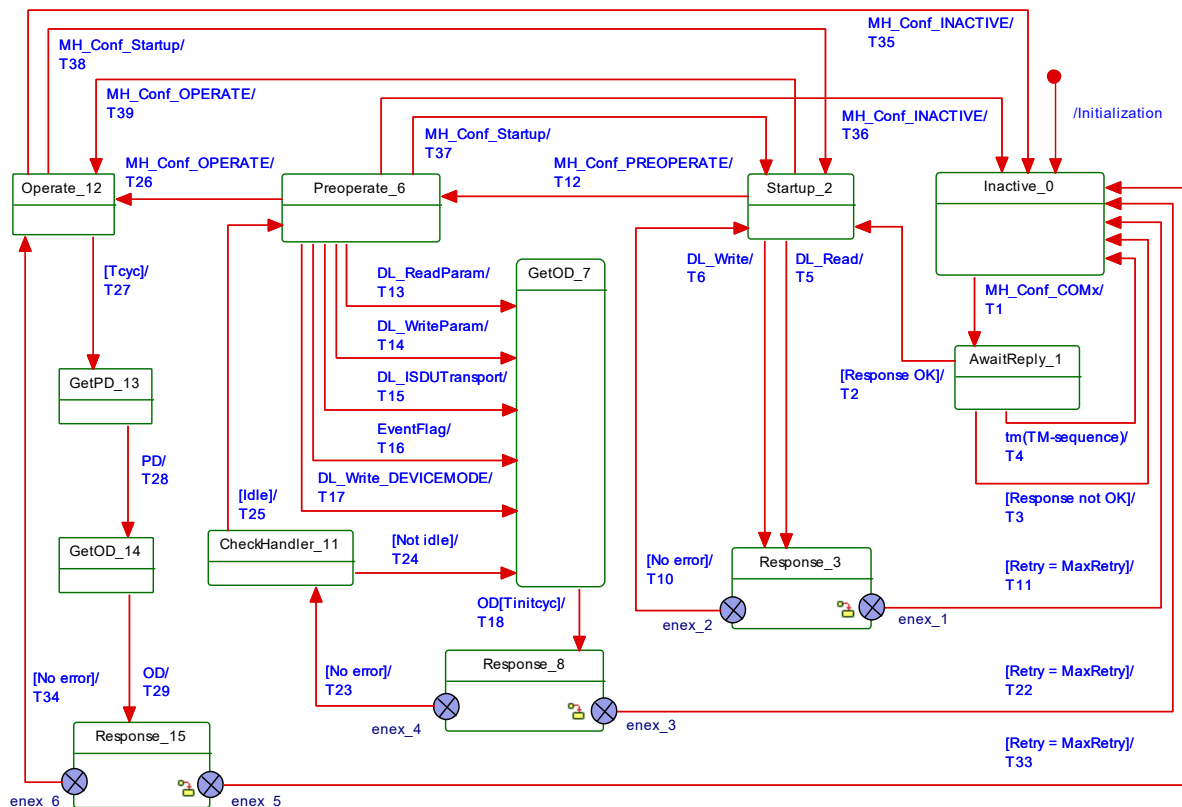 MH_Conf_INACTIVE/
T35
MH_Conf_Startup/
T38
MH_Conf_OPERATE/
T39
MH_Conf_INACTIVE/
T36
/Initialization
MH_Conf_Startup/
T37
MH_Conf_OPERATE/
T26
MH_Conf_PREOPERATE/
T12
Operate_12
Preoperate_6
Startup_2
Inactive_0
[Tcyc]/
T27
DL_ReadParam/
T13
GetOD_7
DL_Write/
T6
DL_Read/
T5
MH_Conf_COMx/
T1
DL_WriteParam/
T14
AwaitReply_1
GetPD_13
DL_ISDUTransport/
T15
[Response OK]/
T2
EventFlag/
T16
tm(TM-sequence)/
T4
PD/
T28
DL_Write_DEVICEMODE/
T17
[Idle]/
T25
[Response not OK]/
T3
GetOD_14
CheckHandler_11
[Not idle]/
T24
[No error]/
T10
Response_3
[Retry = MaxRetry]/
T11
OD[Tinitcyc]/
T18
enex_2
enex_1
[No error]/
T34
OD/
T29
[No error]/
T23
Response_8
[Retry = MaxRetry]/
T22
enex_4
enex_3
Response_15
[Retry = MaxRetry]/
T33
enex_6
enex_5